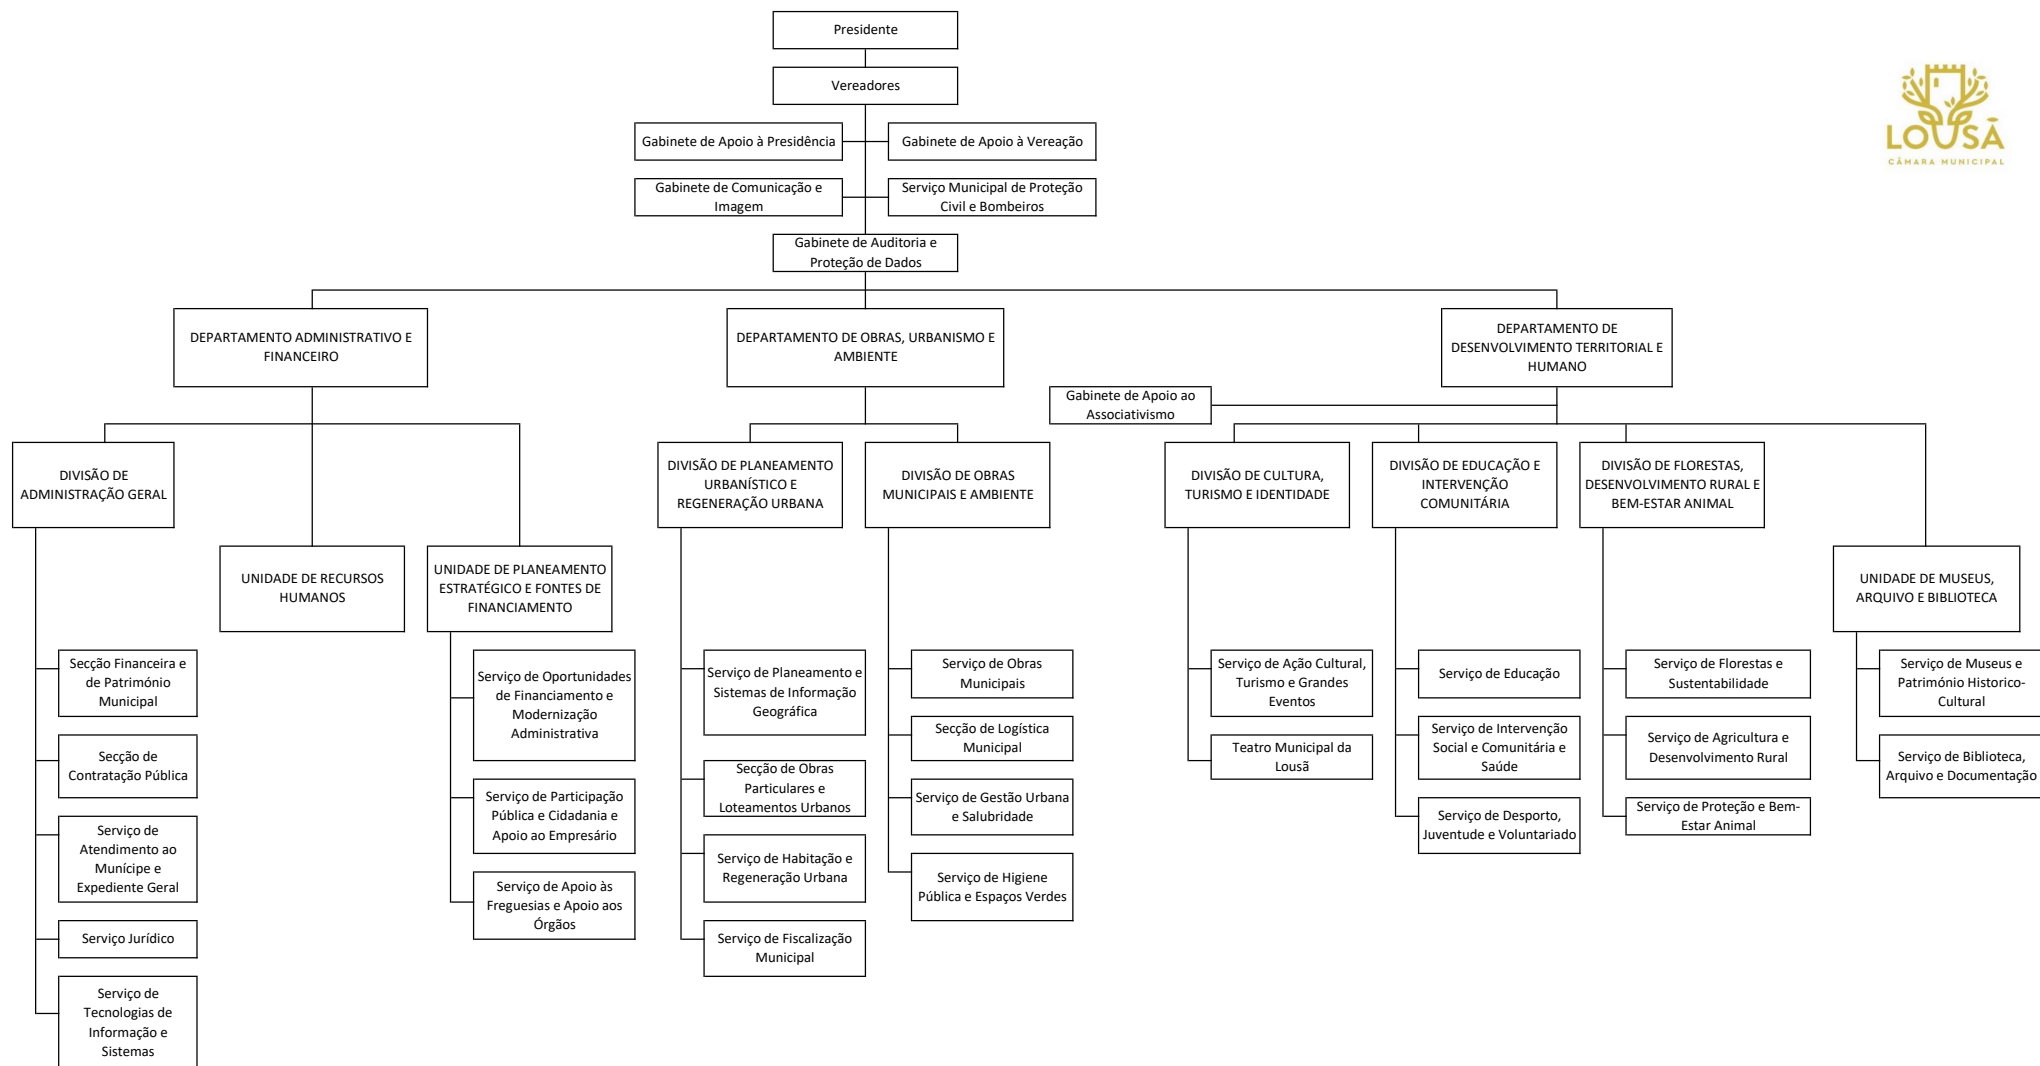 Presidente
Vereadores
LOUSÃ
CÂMARA MUNICIPAL
Gabinete de Apoio à Presidência
Gabinete de Apoio à Vereação
Gabinete de Comunicação e
Imagem
Serviço Municipal de Proteção
Civil e Bombeiros
Gabinete de Auditoria e
Proteção de Dados
DEPARTAMENTO ADMINISTRATIVO E
FINANCEIRO
DEPARTAMENTO DE OBRAS, URBANISMO E
AMBIENTE
DEPARTAMENTO DE
DESENVOLVIMENTO TERRITORIAL E
HUMANO
Gabinete de Apoio ao
Associativismo
DIVISÃO DE
ADMINISTRAÇÃO GERAL
UNIDADE DE RECURSOS
HUMANOS
UNIDADE DE PLANEAMENTO
ESTRATÉGICO E FONTES DE
FINANCIAMENTO
DIVISÃO DE PLANEAMENTO
URBANÍSTICO E
REGENERAÇÃO URBANA
DIVISÃO DE OBRAS
MUNICIPAIS E AMBIENTE
DIVISÃO DE CULTURA,
TURISMO E IDENTIDADE
DIVISÃO DE EDUCAÇÃO E
INTERVENÇÃO
COMUNITÁRIA
DIVISÃO DE FLORESTAS,
DESENVOLVIMENTO RURAL E
BEM-ESTAR ANIMAL
UNIDADE DE MUSEUS,
ARQUIVO E BIBLIOTECA
Secção Financeira e
de Património
Municipal
Secção de
Contratação Pública
Serviço de
Atendimento ao
Munícipe e
Expediente Geral
Serviço Jurídico
Serviço de
Tecnologias de
Informação e
Sistemas
Serviço de Oportunidades
de Financiamento e
Modernização
Administrativa
Serviço de Participação
Pública e Cidadania e
Apoio ao Empresário
Serviço de Apoio às
Freguesias e Apoio aos
Órgãos
Serviço de Planeamento e
Sistemas de Informação
Geográfica
Secção de Obras
Particulares e
Loteamentos Urbanos
Serviço de Habitação e
Regeneração Urbana
Serviço de Fiscalização
Municipal
Serviço de Obras
Municipais
Secção de Logística
Municipal
Serviço de Gestão Urbana
e Salubridade
Serviço de Higiene
Pública e Espaços Verdes
Serviço de Ação Cultural,
Turismo e Grandes
Eventos
Teatro Municipal da
Lousã
Serviço de Educação
Serviço de Intervenção
Social e Comunitária e
Saúde
Serviço de Desporto,
Juventude e Voluntariado
Serviço de Florestas e
Sustentabilidade
Serviço de Agricultura e
Desenvolvimento Rural
Serviço de Proteção e Bem-
Estar Animal
Serviço de Museus e
Património Historico-
Cultural
Serviço de Biblioteca,
Arquivo e Documentação